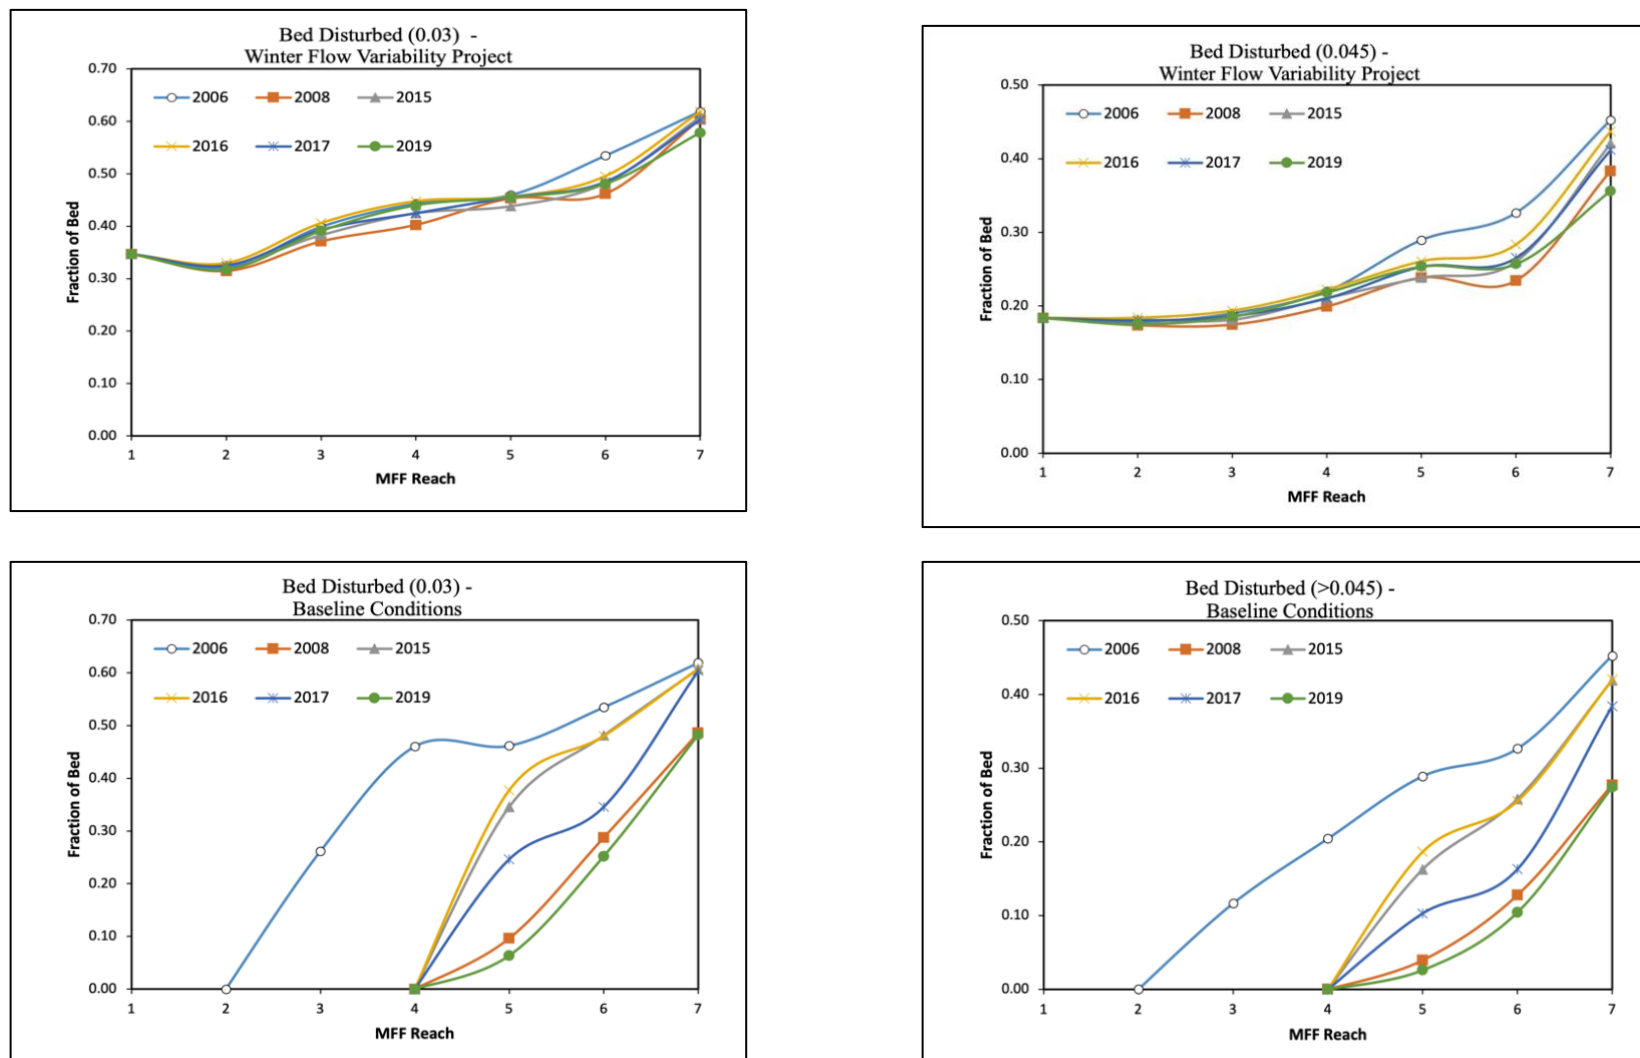 Bed Disturbed (0.03) -
Winter Flow Variability Project
0.70
0.60
0.50
0.40
0.30
0.20
0.10
0.00
Fraction of Bed
2006 2008 2015
2016 2017 2019
1 2 3 4 5 6 7
MFF Reach
Bed Disturbed (0.045) -
Winter Flow Variability Project
0.50
0.40
0.30
0.20
0.10
0.00
Fraction of Bed
2006 2008 2015
2016 2017 2019
1 2 3 4 5 6 7
MFF Reach
Bed Disturbed (0.03) -
Baseline Conditions
0.70
0.60
0.50
0.40
0.30
0.20
0.10
0.00
Fraction of Bed
2006 2008 2015
2016 2017 2019
1 2 3 4 5 6 7
MFF Reach
Bed Disturbed (>0.045) -
Baseline Conditions
0.50
0.40
0.30
0.20
0.10
0.00
Fraction of Bed
2006 2008 2015
2016 2017 2019
1 2 3 4 5 6 7
MFF Reach